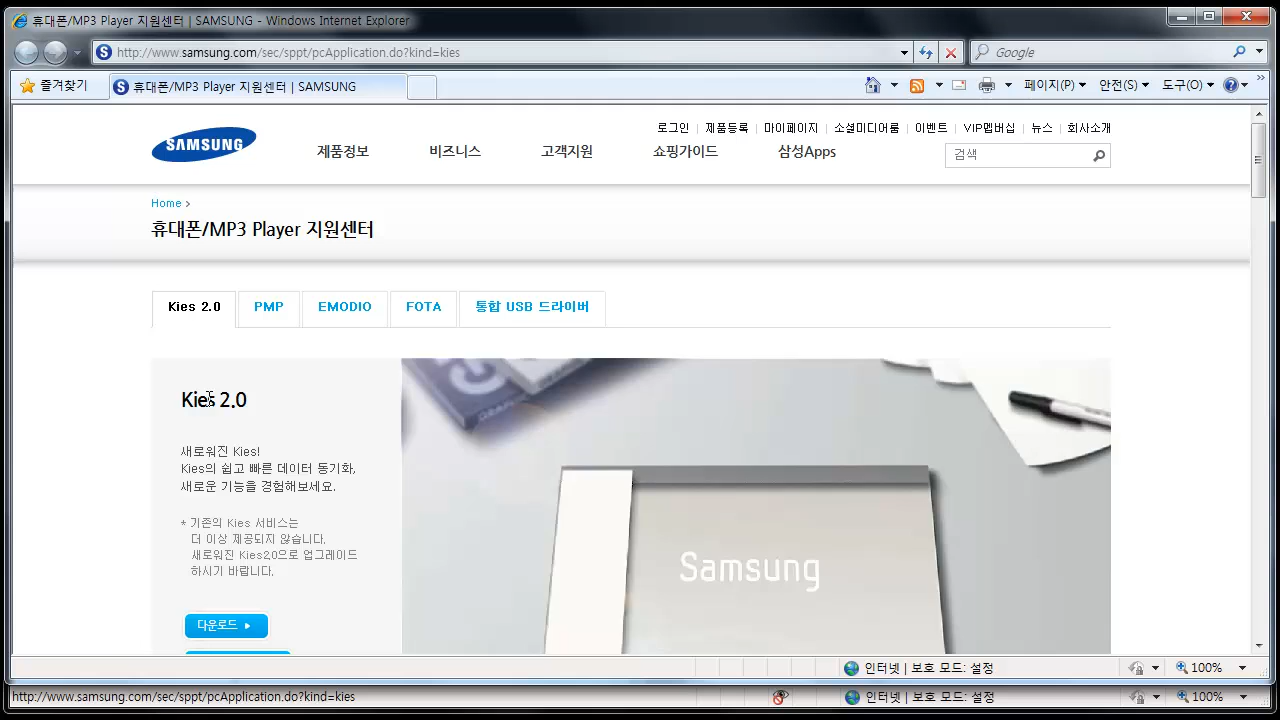 휴대폰/MP3 Player 지원센터 | SAMSUNG - Windows Internet Explorer
http://www.samsung.com/sec/sppt/pcApplication.do?kind=kies
Google
즐겨찾기
휴대폰/MP3 Player 지원센터 | SAMSUNG
페이지(P)
안전(S)
도구(O)
로그인 | 제품등록 | 마이페이지 | 소셜미디어룸 | 이벤트 | VIP멤버십 | 뉴스 | 회사소개
SAMSUNG
제품정보
비즈니스
고객지원
쇼핑가이드
삼성Apps
검색
Home >
휴대폰/MP3 Player 지원센터
Kies 2.0
PMP
EMODIO
FOTA
통합 USB 드라이버
Kies 2.0
새로워진 Kies!
Kies의 쉽고 빠른 데이터 동기화,
새로운 기능을 경험해보세요.
* 기존의 Kies 서비스는
더 이상 제공되지 않습니다.
새로워진 Kies2.0으로 업그레이드
하시기 바랍니다.
다운로드
Samsung
인터넷 | 보호 모드: 설정
100%
http://www.samsung.com/sec/sppt/pcApplication.do?kind=kies
인터넷 | 보호 모드: 설정
100%